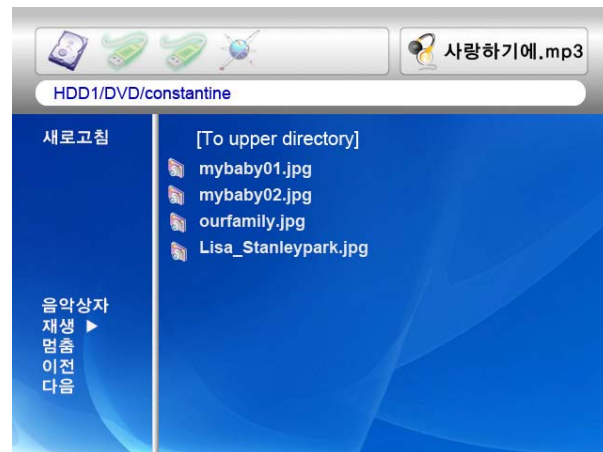 사랑하기에.mp3
HDD1/DVD/constantine
새로고침
[To upper directory]
mybaby01.jpg
mybaby02.jpg
ourfamily.jpg
Lisa_Stanleypark.jpg
음악상자
재생 ▶
멈춤
이전
다음